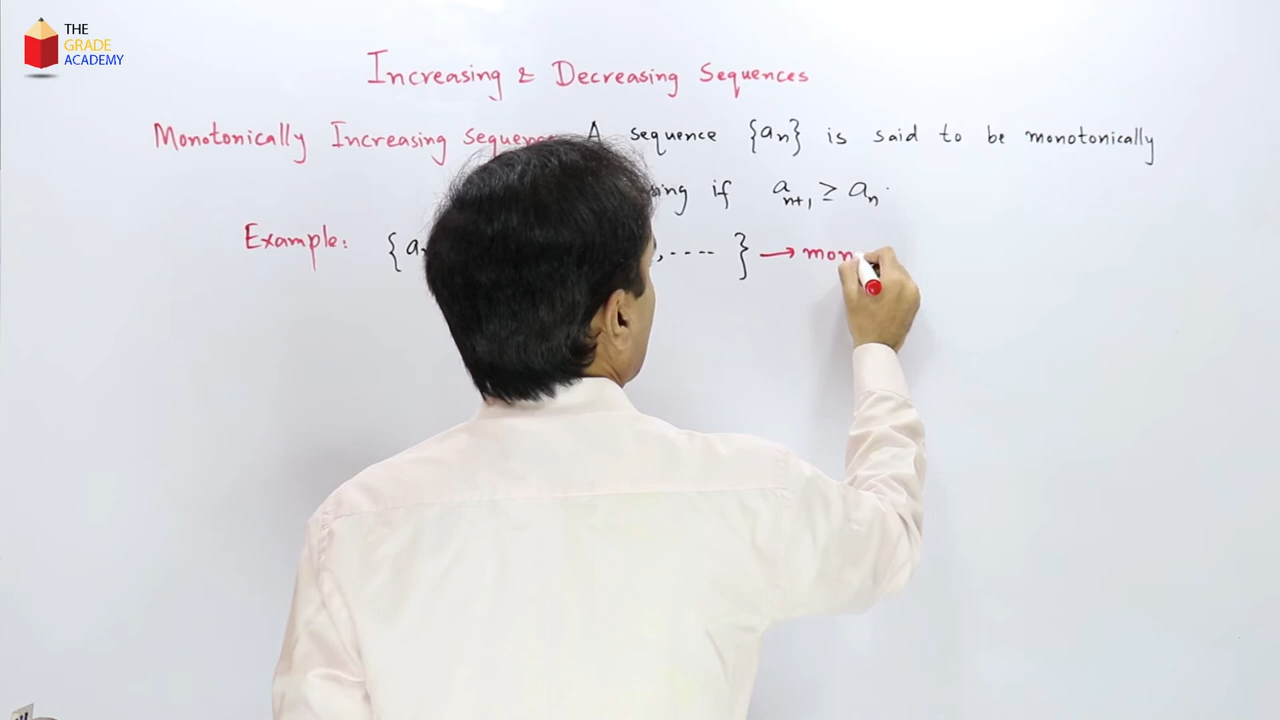 THE
GRADE
ACADEMY
Increasing & Decreasing Sequences
Monotonically Increasing sequence A sequence {aₙ} is said to be monotonically
if aₙ₊₁ ≥ aₙ.
Example: {a , .... } → mon